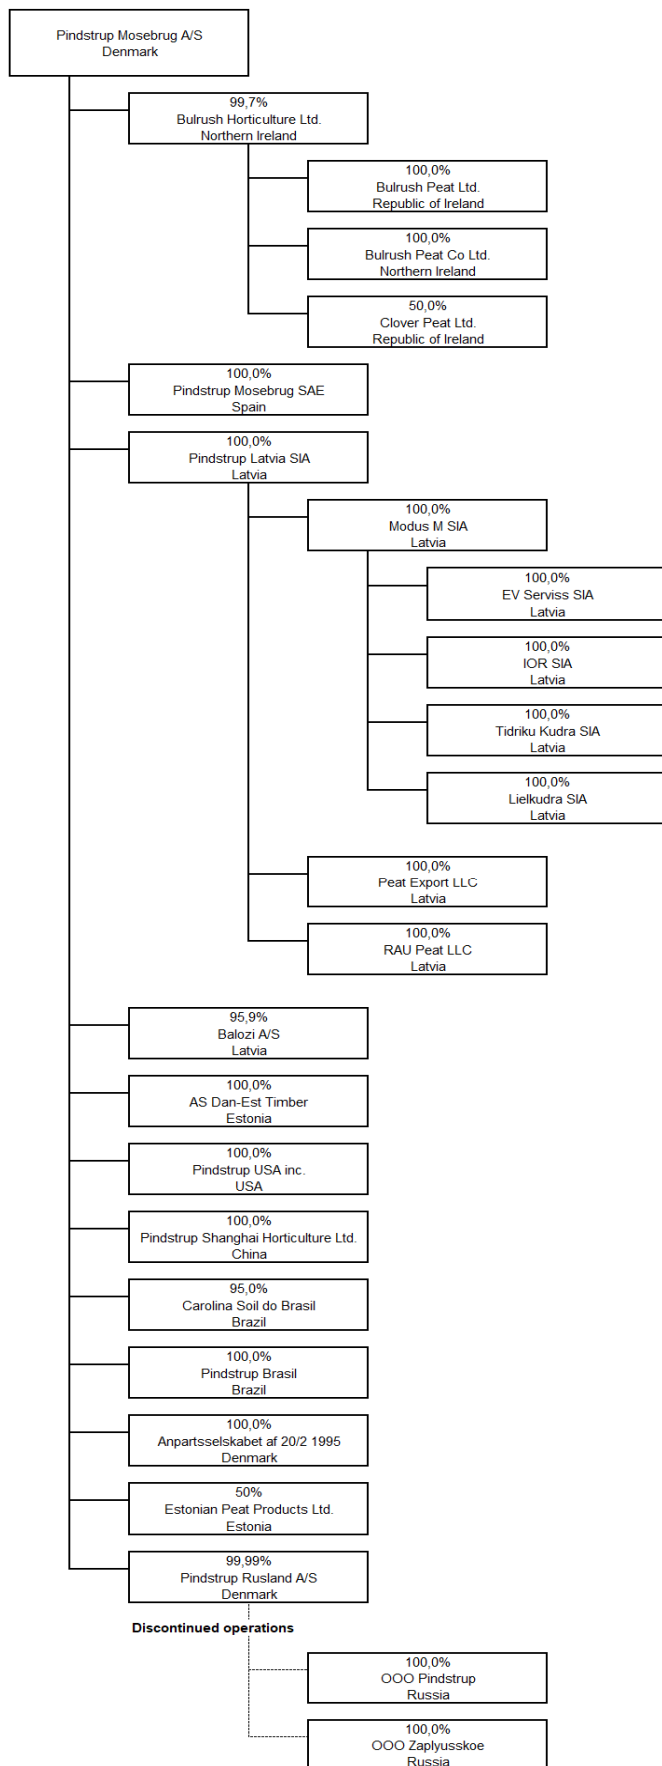 Pindstrup Mosebrug A/S
Denmark
99,7%
Bulrush Horticulture Ltd.
Northern Ireland
100,0%
Bulrush Peat Ltd.
Republic of Ireland
100,0%
Bulrush Peat Co Ltd.
Northern Ireland
50,0%
Clover Peat Ltd.
Republic of Ireland
100,0%
Pindstrup Mosebrug SAE
Spain
100,0%
Pindstrup Latvia SIA
Latvia
100,0%
Modus M SIA
Latvia
100,0%
EV Serviss SIA
Latvia
100,0%
IOR SIA
Latvia
100,0%
Tidriku Kudra SIA
Latvia
100,0%
Lielkudra SIA
Latvia
100,0%
Peat Export LLC
Latvia
100,0%
RAU Peat LLC
Latvia
95,9%
Balozi A/S
Latvia
100,0%
AS Dan-Est Timber
Estonia
100,0%
Pindstrup USA inc.
USA
100,0%
Pindstrup Shanghai Horticulture Ltd.
China
95,0%
Carolina Soil do Brasil
Brazil
100,0%
Pindstrup Brasil
Brazil
100,0%
Anpartsselskabet af 20/2 1995
Denmark
50%
Estonian Peat Products Ltd.
Estonia
99,99%
Pindstrup Rusland A/S
Denmark
Discontinued operations
100,0%
OOO Pindstrup
Russia
100,0%
OOO Zaplyusskoe
Russia